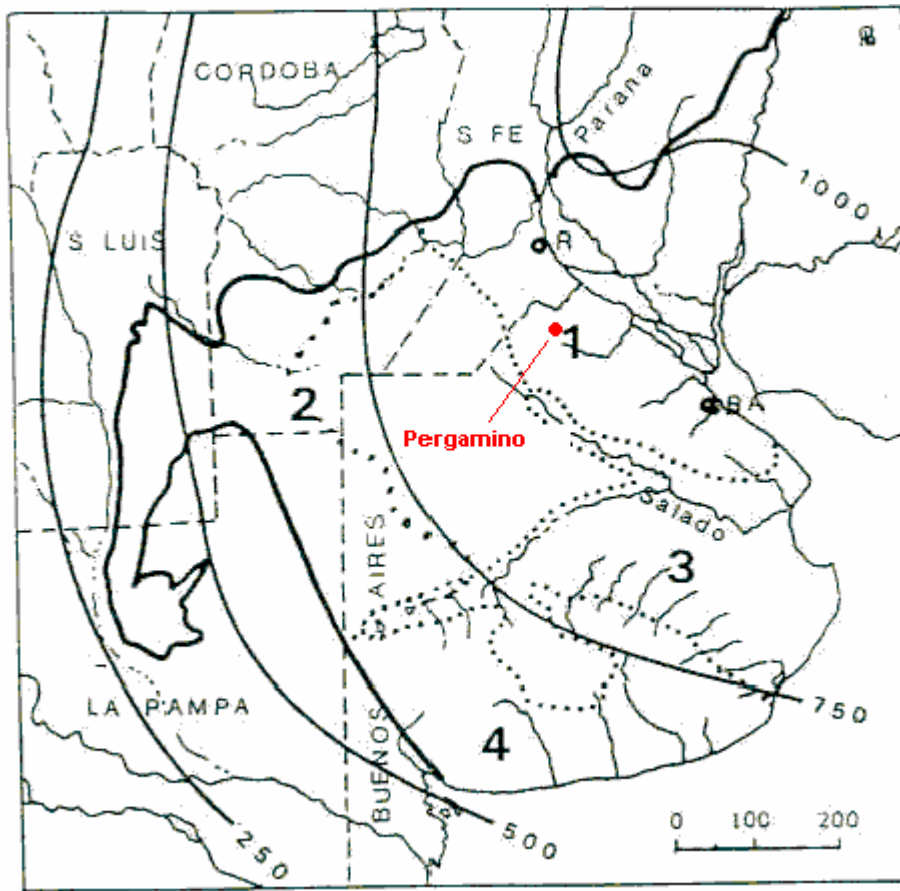 CORDOBA
S FE
Parana
1000
S LUIS
R
1
2
BA
Pergamino
Salado
3
AIRES
LA PAMPA
750
4
BUENOS
250
500
0 100 200